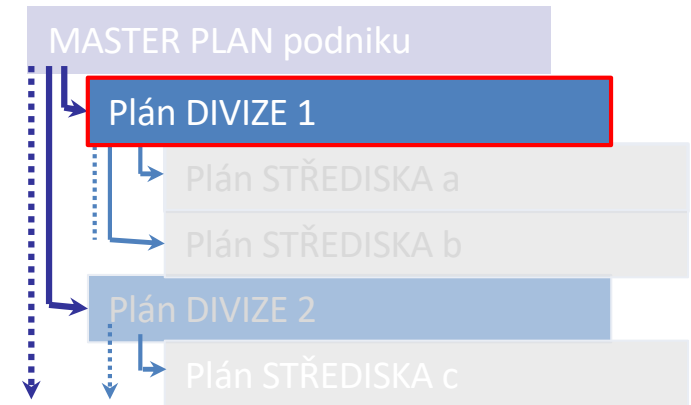 MASTER PLAN podniku
Plán DIVIZE 1
Plán STŘEDISKA a
Plán STŘEDISKA b
Plán DIVIZE 2
Plán STŘEDISKA c